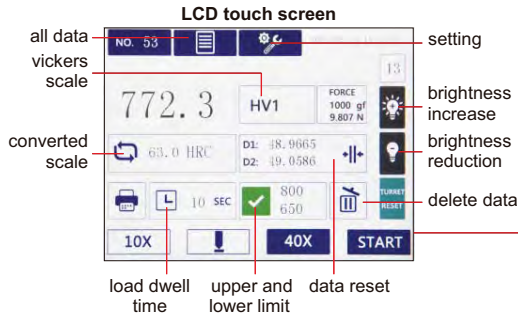 LCD touch screen
all data
NO. 53
setting
vickers
scale
13
772.3
HV1
FORCE
1000 gf
9.807 N
brightness
increase
converted
scale
63.0 HRC
D1: 48.9665
D2: 49.0586
brightness
reduction
L
10 SEC
800
650
TURRET
RESET
delete data
10X
40X
START
load dwell
time
upper and
lower limit
data reset